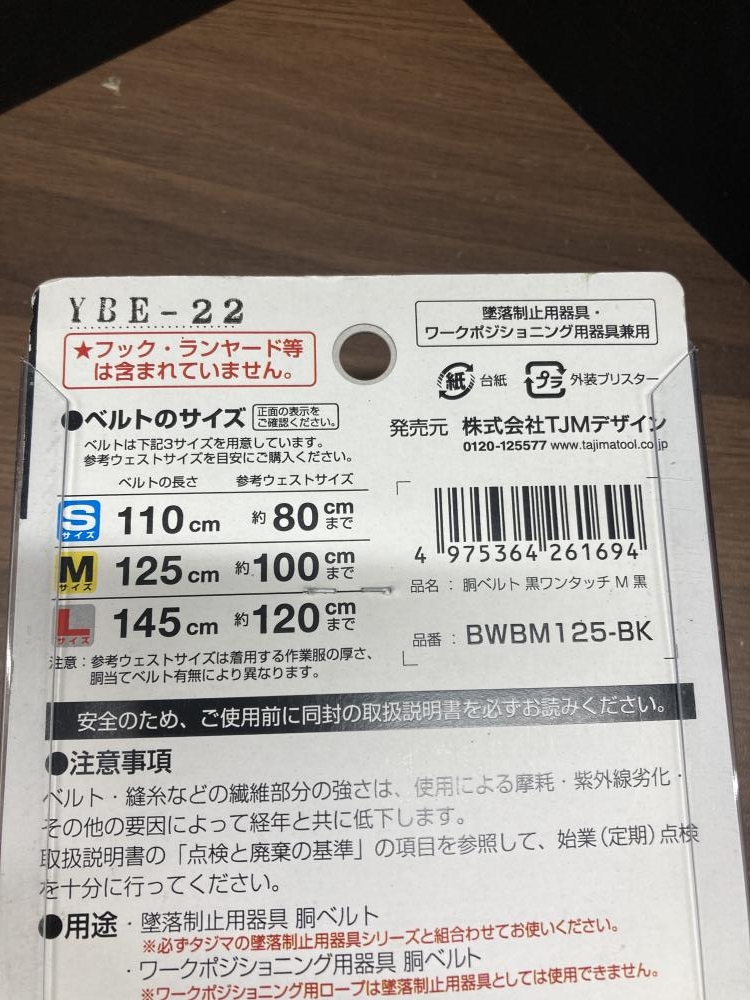 YBE-22
★フック・ランヤード等
は含まれていません。
墜落制止用器具・
ワークポジショニング用器具兼用
紙 台紙
プラ 外装ブリスター
●ベルトのサイズ
正面の表示を
ご確認ください。
ベルトは下記3サイズを用意しています。
参考ウェストサイズを目安にご購入ください。
発売元 株式会社TJMデザイン
0120-125577 www.tajimatool.co.jp
ベルトの長さ 参考ウェストサイズ
Sサイズ 110cm 約80cmまで
Mサイズ 125cm 約100cmまで
Lサイズ 145cm 約120cmまで
注意：参考ウェストサイズは着用する作業服の厚さ、
胴当てベルト有無により異なります。
4 975364 261694
品名：胴ベルト 黒ワンタッチ M 黒
品番：BWBM125-BK
安全のため、ご使用前に同封の取扱説明書を必ずお読みください。
●注意事項
ベルト・縫糸などの繊維部分の強さは、使用による摩耗・紫外線劣化・
その他の要因によって経年と共に低下します。
取扱説明書の「点検と廃棄の基準」の項目を参照して、始業(定期)点検
を十分に行ってください。
●用途・墜落制止用器具 胴ベルト
※必ずタジマの墜落制止用器具シリーズと組合わせてお使いください。
・ワークポジショニング用器具 胴ベルト
※ワークポジショニング用ロープは墜落制止用器具としては使用できません。